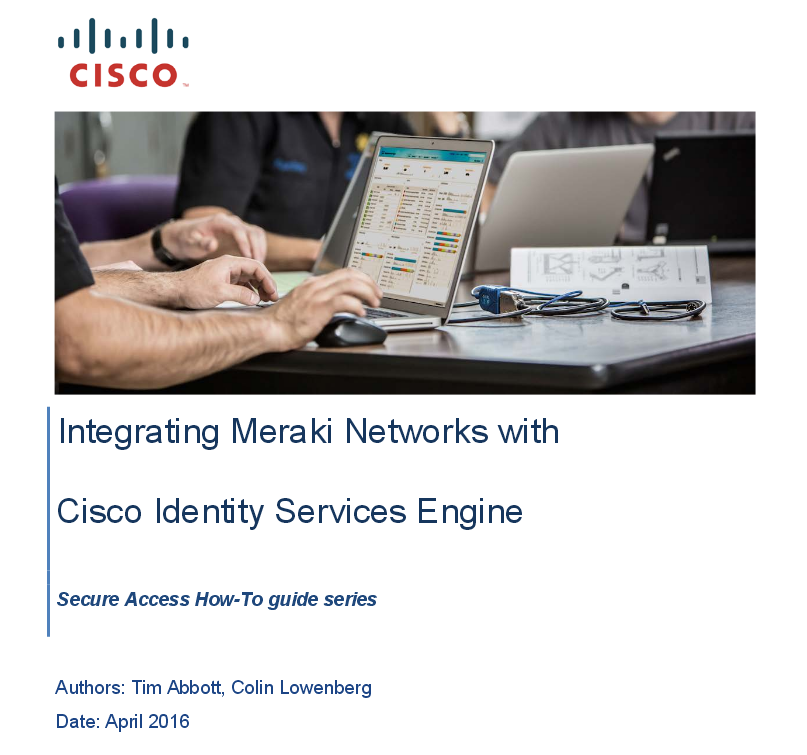 CISCO
TM
Integrating Meraki Networks with
Cisco Identity Services Engine
Secure Access How-To guide series
Authors: Tim Abbott, Colin Lowenberg
Date: April 2016